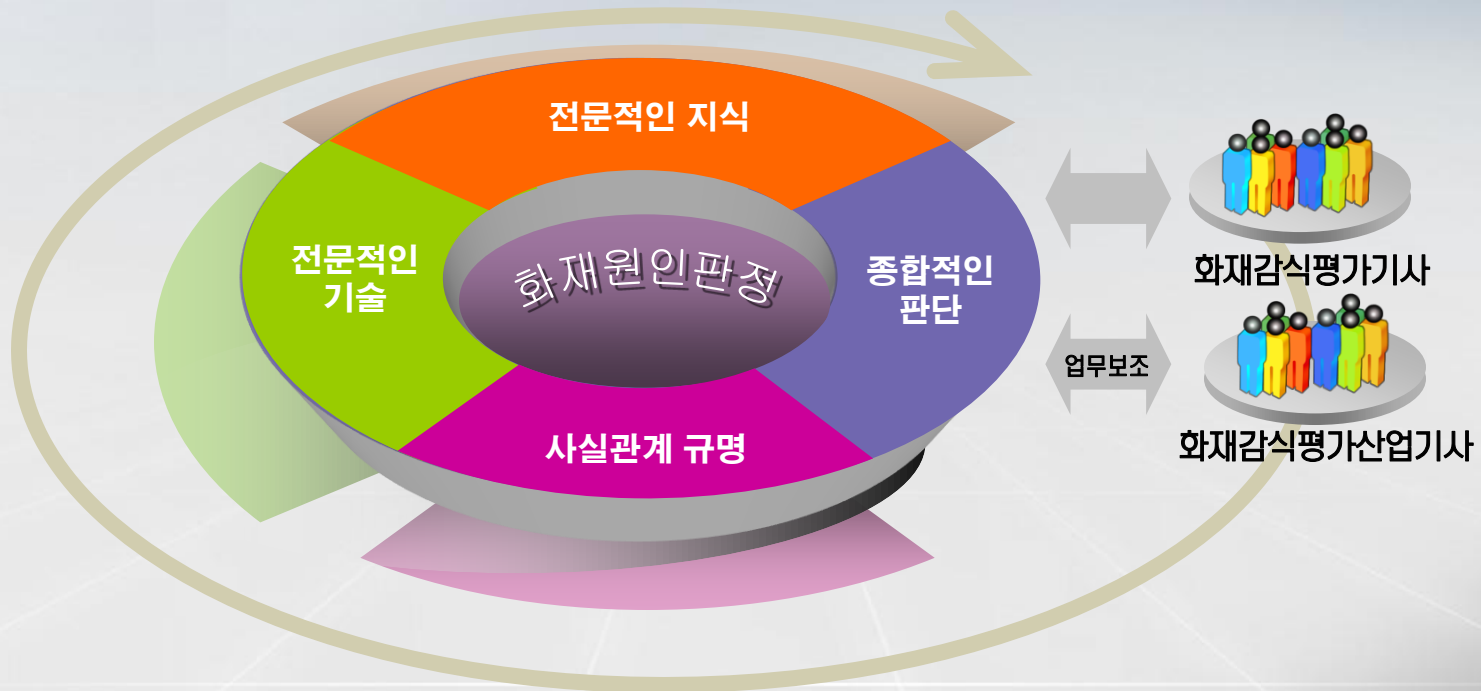 전문적인 지식
전문적인
기술
화재원인판정
종합적인
판단
사실관계 규명
화재감식평가기사
업무보조
화재감식평가산업기사